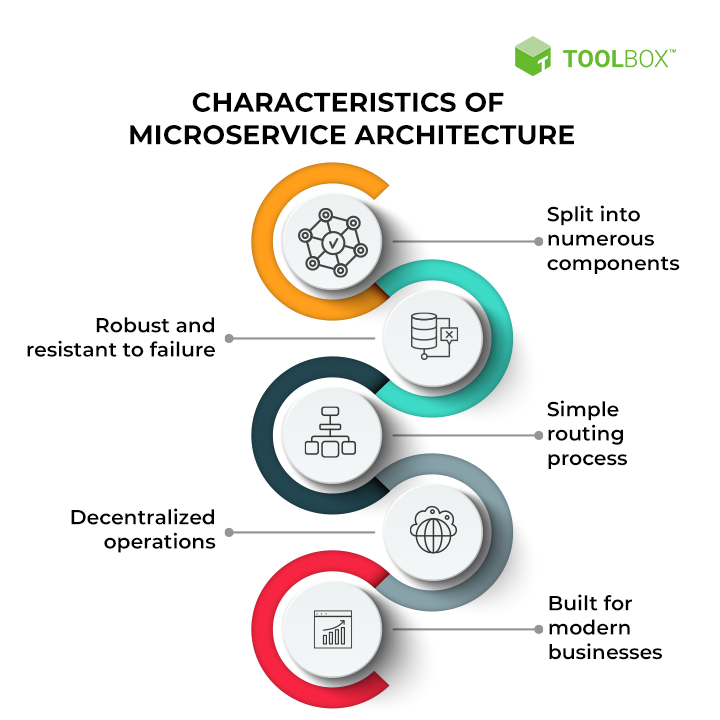 TOOLBOX™
CHARACTERISTICS OF
MICROSERVICE ARCHITECTURE
Split into
numerous
components
Robust and
resistant to failure
Simple
routing
process
Decentralized
operations
Built for
modern
businesses